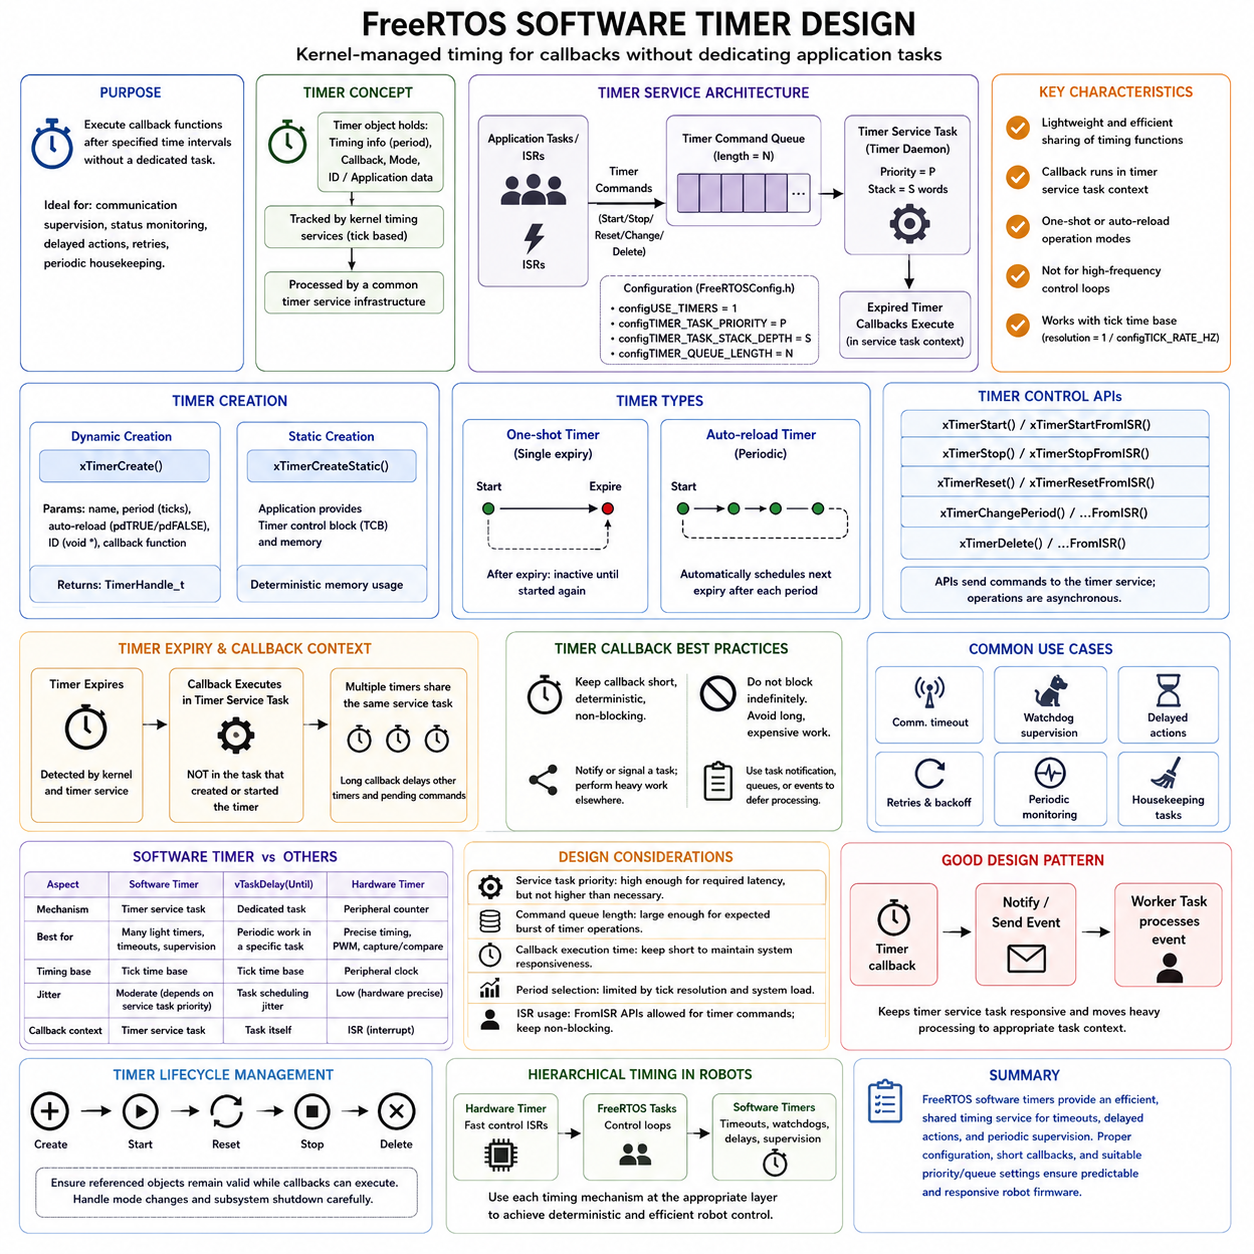 FreeRTOS SOFTWARE TIMER DESIGN
Kernel-managed timing for callbacks without dedicating application tasks
PURPOSE
Execute callback functions
after specified time intervals
without a dedicated task.
Ideal for: communication
supervision, status monitoring,
delayed actions, retries,
periodic housekeeping.
TIMER CONCEPT
Timer object holds:
Timing info (period),
Callback, Mode,
ID / Application data
Tracked by kernel timing
services (tick based)
Processed by a common
timer service infrastructure
TIMER SERVICE ARCHITECTURE
Application Tasks/
ISRs
ISRs
Timer
Commands
(Start/Stop/
Reset/Change/
Delete)
Timer Command Queue
(length = N)
...
Timer Service Task
(Timer Daemon)
Priority = P
Stack = S words
Configuration (FreeRTOSConfig.h)
• configUSE_TIMERS = 1
• configTIMER_TASK_PRIORITY = P
• configTIMER_TASK_STACK_DEPTH = S
• configTIMER_QUEUE_LENGTH = N
Expired Timer
Callbacks Execute
(in service task context)
KEY CHARACTERISTICS
Lightweight and efficient
sharing of timing functions
Callback runs in timer
service task context
One-shot or auto-reload
operation modes
Not for high-frequency
control loops
Works with tick time base
(resolution = 1 / configTICK_RATE_HZ)
TIMER CREATION
Dynamic Creation
xTimerCreate()
Params: name, period (ticks),
auto-reload (pdTRUE/pdFALSE),
ID (void *), callback function
Returns: TimerHandle_t
Static Creation
xTimerCreateStatic()
Application provides
Timer control block (TCB)
and memory
Deterministic memory usage
TIMER TYPES
One-shot Timer
(Single expiry)
Start
Expire
After expiry: inactive until
started again
Auto-reload Timer
(Periodic)
Start
Automatically schedules next
expiry after each period
TIMER CONTROL APIs
xTimerStart() / xTimerStartFromISR()
xTimerStop() / xTimerStopFromISR()
xTimerReset() / xTimerResetFromISR()
xTimerChangePeriod() / ...FromISR()
xTimerDelete() / ...FromISR()
APIs send commands to the timer service;
operations are asynchronous.
TIMER EXPIRY & CALLBACK CONTEXT
Timer Expires
Detected by kernel
and timer service
Callback Executes
in Timer Service Task
NOT in the task that
created or started
the timer
Multiple timers share
the same service task
Long callback delays other
timers and pending commands
TIMER CALLBACK BEST PRACTICES
Keep callback short,
deterministic,
non-blocking.
Do not block
indefinitely.
Avoid long,
expensive work.
Notify or signal a task;
perform heavy work
elsewhere.
Use task notification,
queues, or events to
defer processing.
COMMON USE CASES
Comm. timeout
Watchdog
supervision
Delayed
actions
Retries & backoff
Periodic
monitoring
Housekeeping
tasks
SOFTWARE TIMER vs OTHERS
Aspect Software Timer vTaskDelay(Until) Hardware Timer
Mechanism Timer service task Dedicated task Peripheral counter
Best for Many light timers, timeouts, supervision Periodic work in a specific task Precise timing, PWM, capture/compare
Timing base Tick time base Tick time base Peripheral clock
Jitter Moderate (depends on service task priority) Task scheduling jitter Low (hardware precise)
Callback context Timer service task Task itself ISR (interrupt)
DESIGN CONSIDERATIONS
Service task priority: high enough for required latency,
but not higher than necessary.
Command queue length: large enough for expected
burst of timer operations.
Callback execution time: keep short to maintain system
responsiveness.
Period selection: limited by tick resolution and system load.
ISR usage: FromISR APIs allowed for timer commands;
keep non-blocking.
GOOD DESIGN PATTERN
Timer
callback
Notify /
Send Event
Worker Task
processes
event
Keeps timer service task responsive and moves heavy
processing to appropriate task context.
TIMER LIFECYCLE MANAGEMENT
Create
Start
Reset
Stop
Delete
Ensure referenced objects remain valid while callbacks can execute.
Handle mode changes and subsystem shutdown carefully.
HIERARCHICAL TIMING IN ROBOTS
Hardware Timer
Fast control ISRs
FreeRTOS Tasks
Control loops
Software Timers
Timeouts, watchdogs,
delays, supervision
Use each timing mechanism at the appropriate layer
to achieve deterministic and efficient robot control.
SUMMARY
FreeRTOS software timers provide an efficient,
shared timing service for timeouts, delayed
actions, and periodic supervision. Proper
configuration, short callbacks, and suitable
priority/queue settings ensure predictable
and responsive robot firmware.